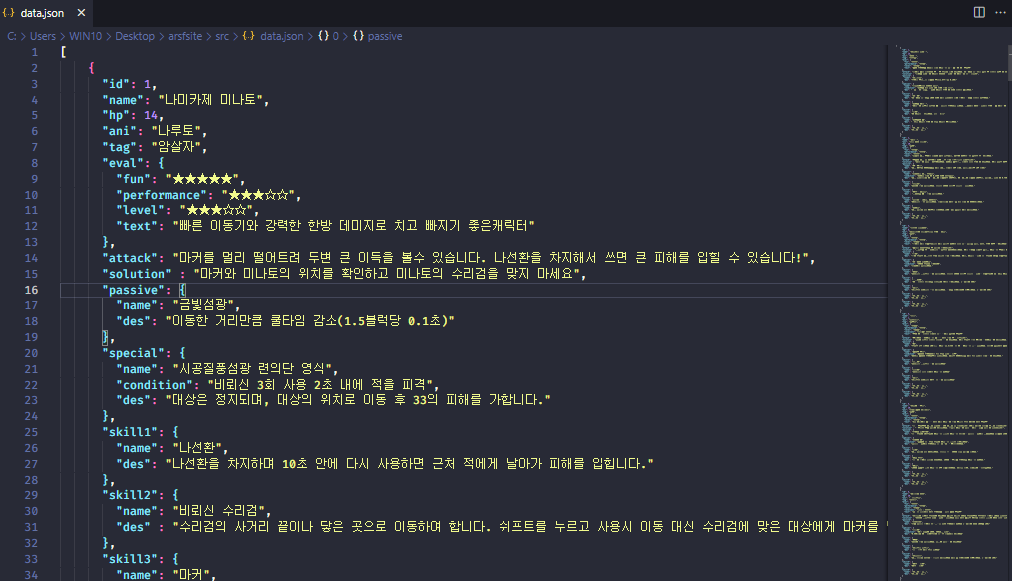 data.json
C: > Users > WIN10 > Desktop > arsfsite > src > data.json > {} 0 > {} passive
1 [
2 {
3 "id": 1,
4 "name": "나미카제 미나토",
5 "hp": 14,
6 "ani": "나루토",
7 "tag": "암살자",
8 "eval": {
9 "fun": "★★★★★",
10 "performance": "★★★☆☆",
11 "level": "★★★☆☆",
12 "text": "빠른 이동기와 강력한 한방 데미지로 치고 빠지기 좋은캐릭터"
13 },
14 "attack": "마커를 멀리 떨어트려 두번 큰 이득을 볼수 있습니다. 나선환을 차지해서 쓰면 큰 피해를 입힐 수 있습니다!",
15 "solution" : "마커와 미나토의 위치를 확인하고 미나토의 수리검을 맞지 마세요",
16 "passive": {
17 "name": "금빛섬광",
18 "des": "이동한 거리만큼 쿨타임 감소(1.5블럭당 0.1초)"
19 },
20 "special": {
21 "name": "시공질풍섬광 련의단 영식",
22 "condition": "비뢰신 3회 사용 2초 내에 적을 피격",
23 "des": "대상은 정지되며, 대상의 위치로 이동 후 33의 피해를 가합니다."
24 },
25 "skill1": {
26 "name": "나선환",
27 "des": "나선환을 차지하며 10초 안에 다시 사용하면 근처 적에게 날아가 피해를 입힙니다."
28 },
29 "skill2": {
30 "name": "비뢰신 수리검",
31 "des" : "수리검의 사거리 끝이나 닿은 곳으로 이동하여 합니다. 쉬프트를 누르고 사용시 이동 대신 수리검에 맞은 대상에게 마커를
32 },
33 "skill3": {
34 "name": "마커",